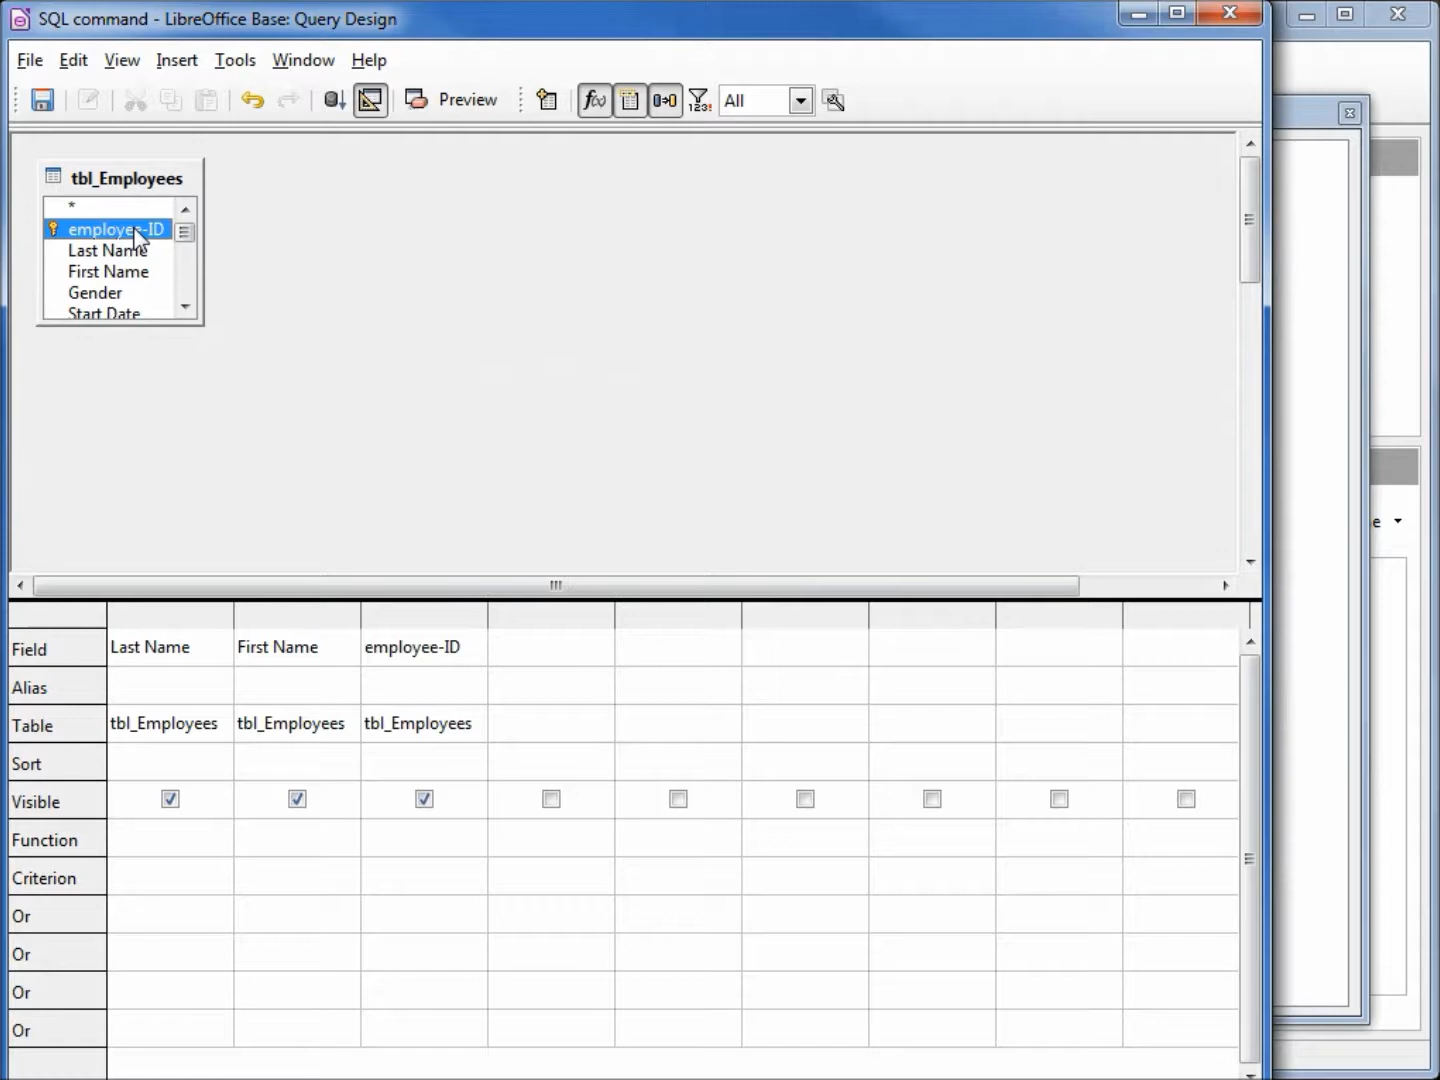 SQL command - LibreOffice Base: Query Design
File Edit View Insert Tools Window Help
Preview f(x) 123! All
tbl_Employees
*
employee-ID
Last Name
First Name
Gender
Start Date
e
Field Last Name First Name employee-ID
Alias
Table tbl_Employees tbl_Employees tbl_Employees
Sort
Visible
Function
Criterion
Or
Or
Or
Or